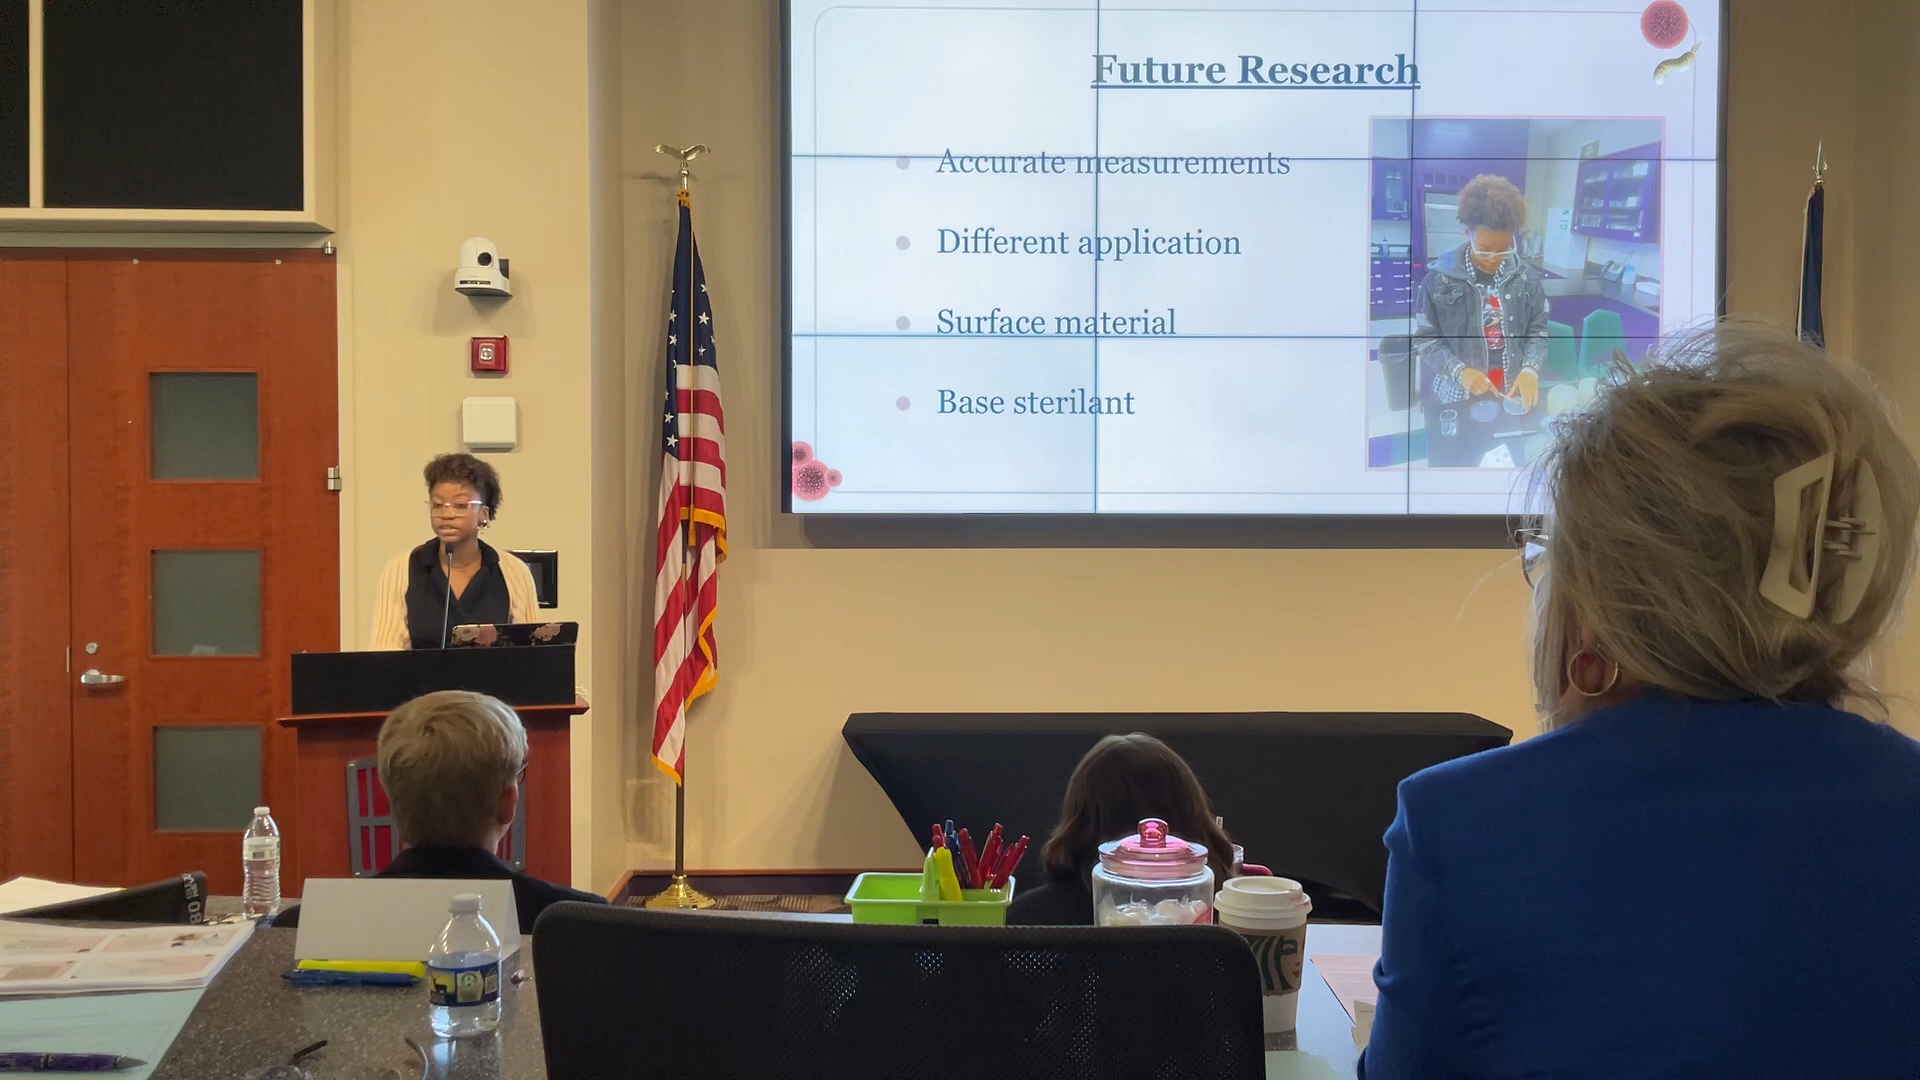 Future Research
Accurate measurements
Different application
Surface material
Base sterilant